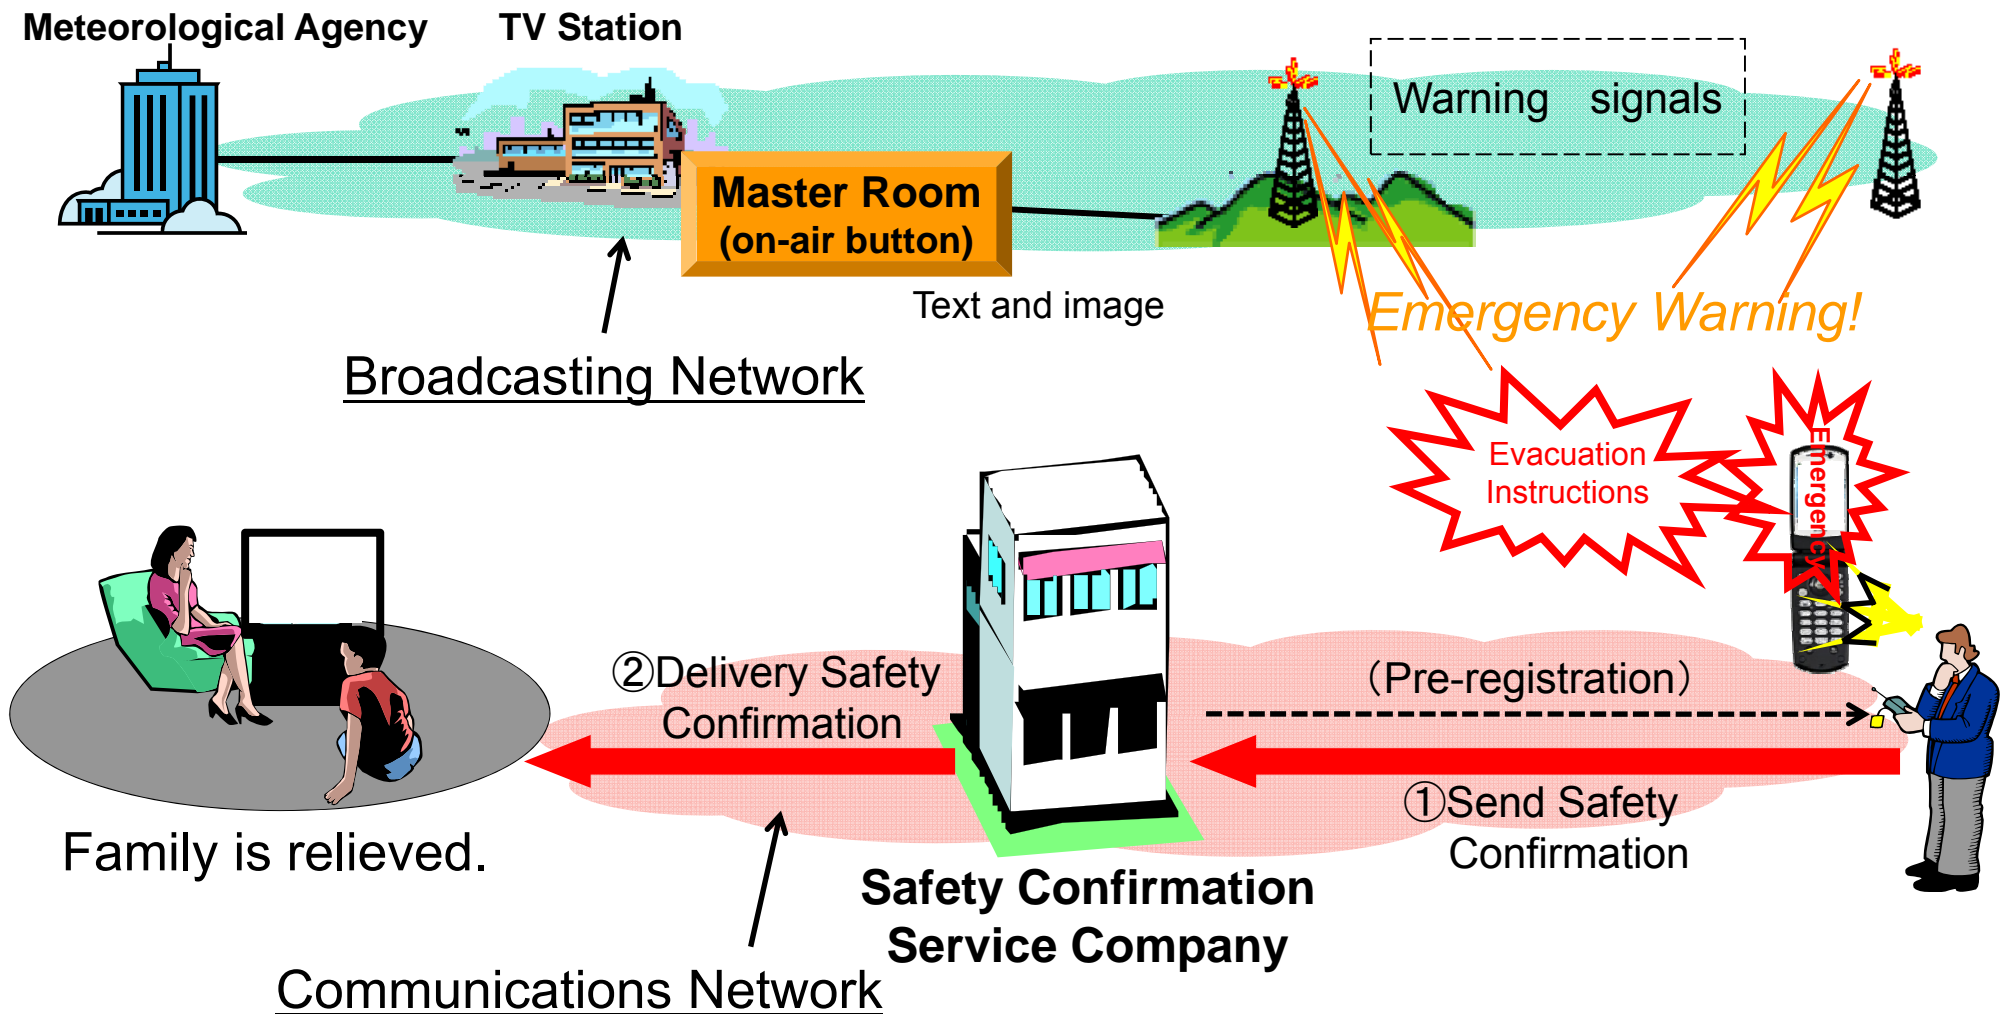 Meteorological Agency
TV Station
Warning signals
Master Room
(on-air button)
Text and image
Emergency Warning!
Broadcasting Network
Evacuation
Instructions
Emergency
②Delivery Safety
Confirmation
（Pre-registration）
①Send Safety
Confirmation
Family is relieved.
Safety Confirmation
Service Company
Communications Network